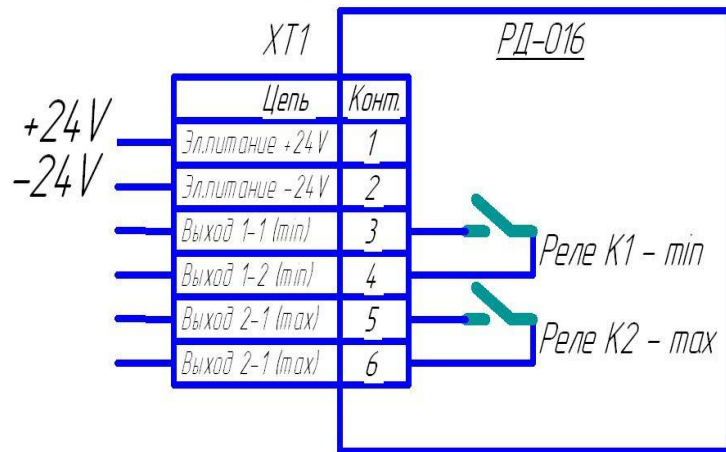 XT1
РД-016
Цепь Конт.
+24V Эл.питание +24V 1
-24V Эл.питание -24V 2
Выход 1-1 (min) 3
Выход 1-2 (min) 4
Реле K1 - min
Выход 2-1 (max) 5
Выход 2-1 (max) 6
Реле K2 - max